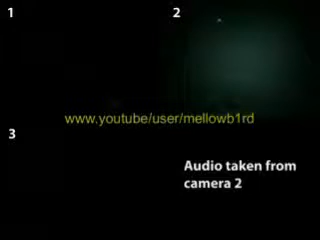 1
2
www.youtube/user/mellowb1rd
3
Audio taken from
camera 2